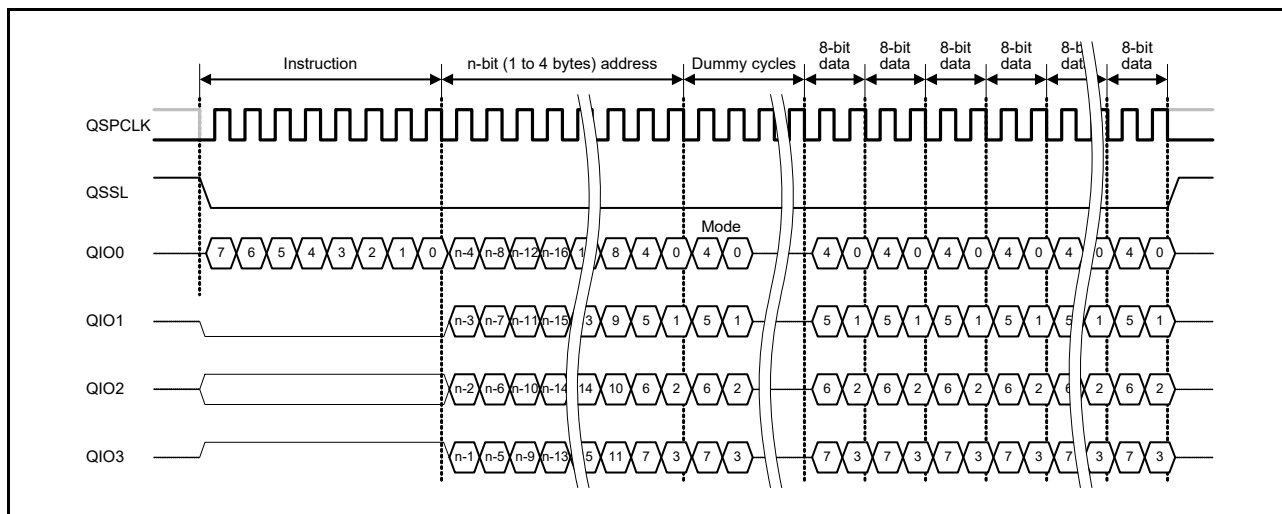 8-bit 8-bit 8-bit 8-bit 8-bit
Instruction n-bit (1 to 4 bytes) address Dummy cycles data data data data data data
QSPCLK
QSSL
Mode
QIO0 7 6 5 4 3 2 1 0 n-4 n-8 n-12 n-16 8 4 0 4 0 4 0 4 0 4 0 4 0 4 0 4 0
QIO1 n-3 n-7 n-11 n-15 9 5 1 5 1 5 1 5 1 5 1 5 1 5 1 5 1
QIO2 n-2 n-6 n-10 n-14 14 10 6 2 6 2 6 2 6 2 6 2 6 2 6 2 6 2
QIO3 n-1 n-5 n-9 n-13 11 7 3 7 3 7 3 7 3 7 3 7 3 7 3 7 3